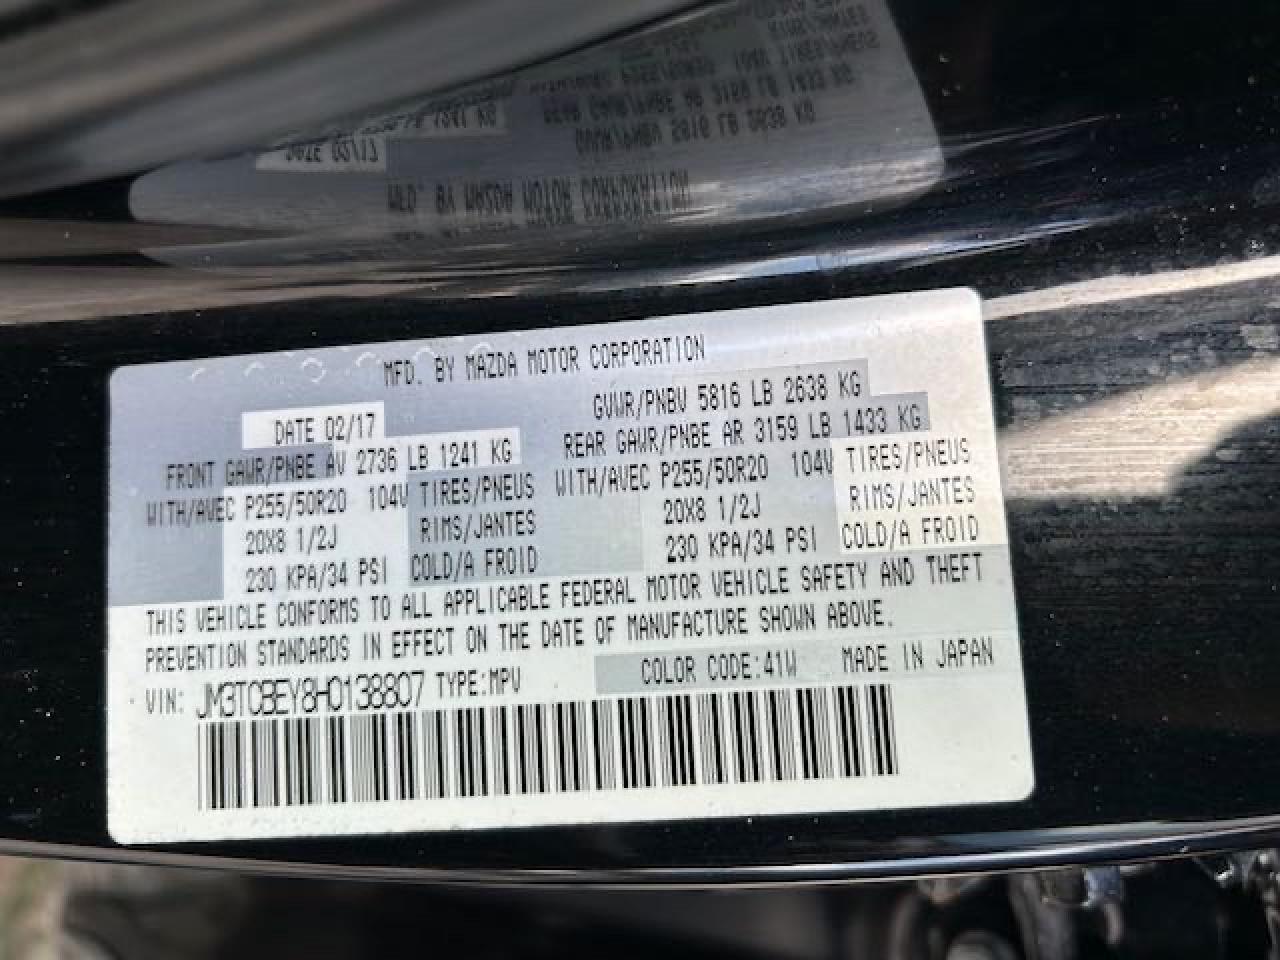 MFD. BY MAZDA MOTOR CORPORATION
DATE 02/17 GVWR/PNBV 5816 LB 2638 KG
FRONT GAWR/PNBE AV 2736 LB 1241 KG REAR GAWR/PNBE AR 3159 LB 1433 KG
WITH/AVEC P255/50R20 104V TIRES/PNEUS WITH/AVEC P255/50R20 104V TIRES/PNEUS
20X8 1/2J RIMS/JANTES 20X8 1/2J RIMS/JANTES
230 KPA/34 PSI COLD/A FROID 230 KPA/34 PSI COLD/A FROID
THIS VEHICLE CONFORMS TO ALL APPLICABLE FEDERAL MOTOR VEHICLE SAFETY AND THEFT
PREVENTION STANDARDS IN EFFECT ON THE DATE OF MANUFACTURE SHOWN ABOVE.
VIN: JM3TCBEY8H0138807 TYPE:MPV COLOR CODE:41W MADE IN JAPAN